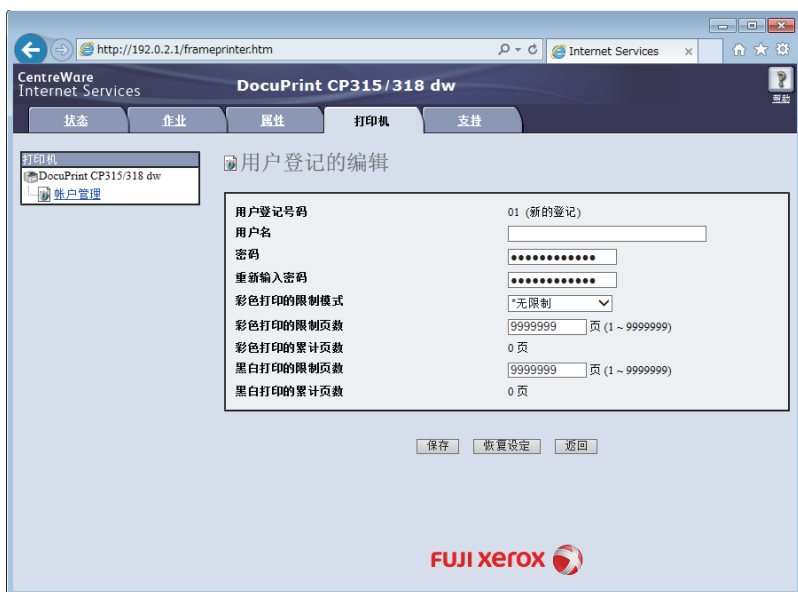 http://192.0.2.1/frameprinter.htm
Internet Services
CentreWare
Internet Services
DocuPrint CP315/318 dw
帮助
状态
作业
属性
打印机
支持
打印机
DocuPrint CP315/318 dw
帐户管理
用户登记的编辑
用户登记号码 01 (新的登记)
用户名
密码 ●●●●●●●●●●●●
重新输入密码 ●●●●●●●●●●●●
彩色打印的限制模式 *无限制
彩色打印的限制页数 9999999 页 (1 ~ 9999999)
彩色打印的累计页数 0 页
黑白打印的限制页数 9999999 页 (1 ~ 9999999)
黑白打印的累计页数 0 页
保存 恢复设定 返回
FUJI xerox